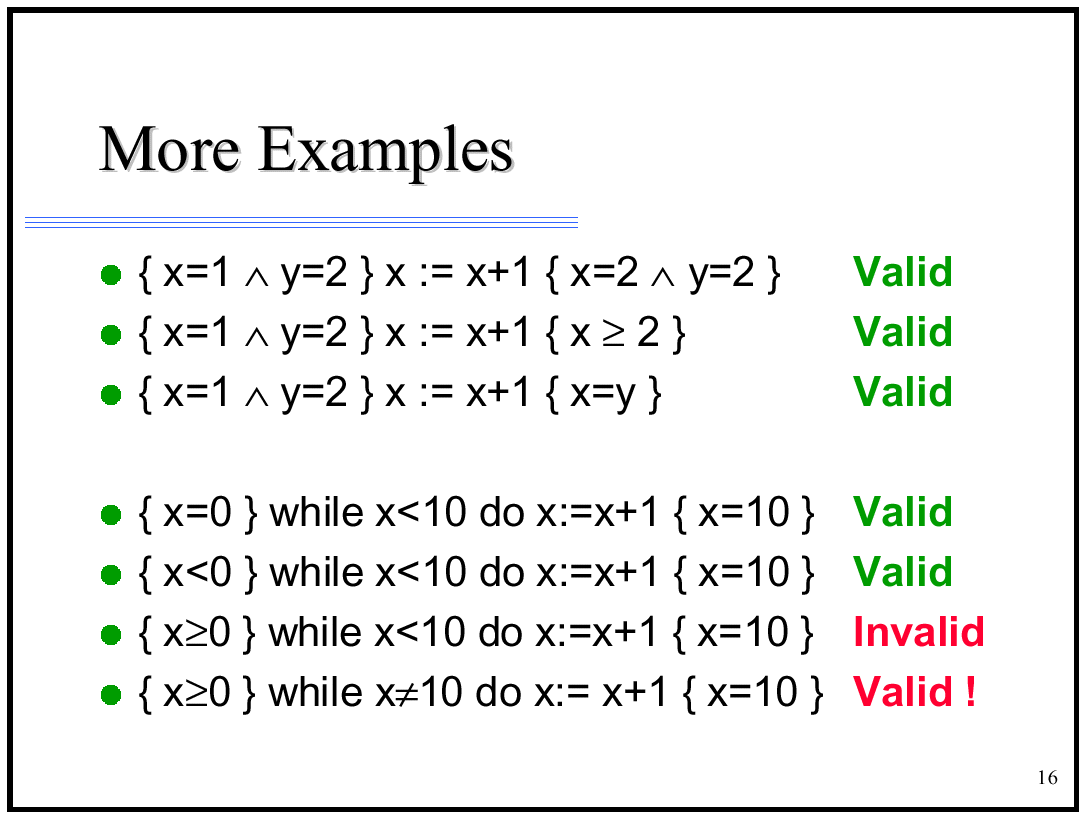 More Examples
{ x=1 ∧ y=2 } x := x+1 { x=2 ∧ y=2 } Valid
{ x=1 ∧ y=2 } x := x+1 { x ≥ 2 } Valid
{ x=1 ∧ y=2 } x := x+1 { x=y } Valid
{ x=0 } while x<10 do x:=x+1 { x=10 } Valid
{ x<0 } while x<10 do x:=x+1 { x=10 } Valid
{ x≥0 } while x<10 do x:=x+1 { x=10 } Invalid
{ x≥0 } while x≠10 do x:= x+1 { x=10 } Valid !
16